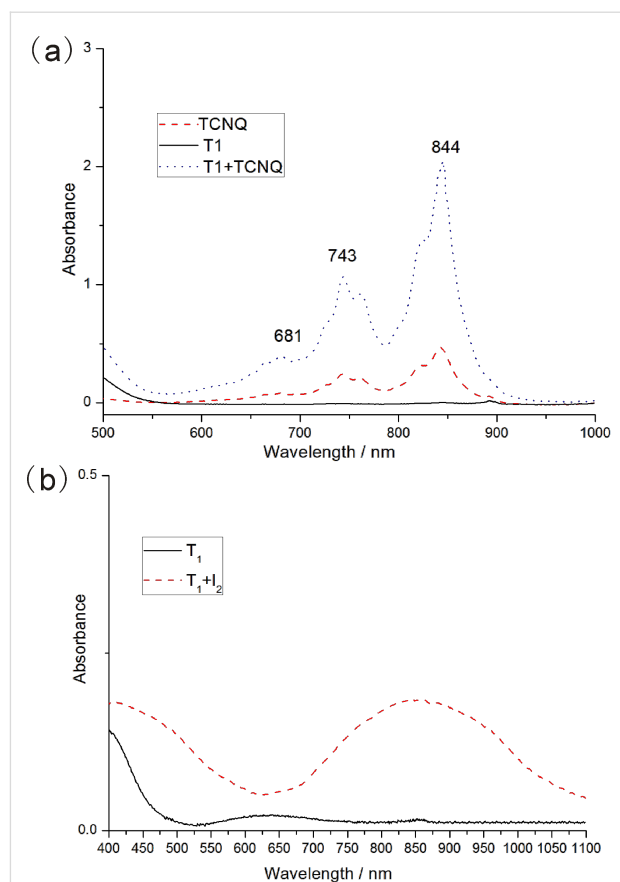 (a)
3
2
1
0
Absorbance
TCNQ
T1
T1+TCNQ
681
743
844
500 600 700 800 900 1000
Wavelength / nm
(b)
0.5
0.0
Absorbance
T1
T1+I2
400 450 500 550 600 650 700 750 800 850 900 950 1000 1050 1100
Wavelength / nm